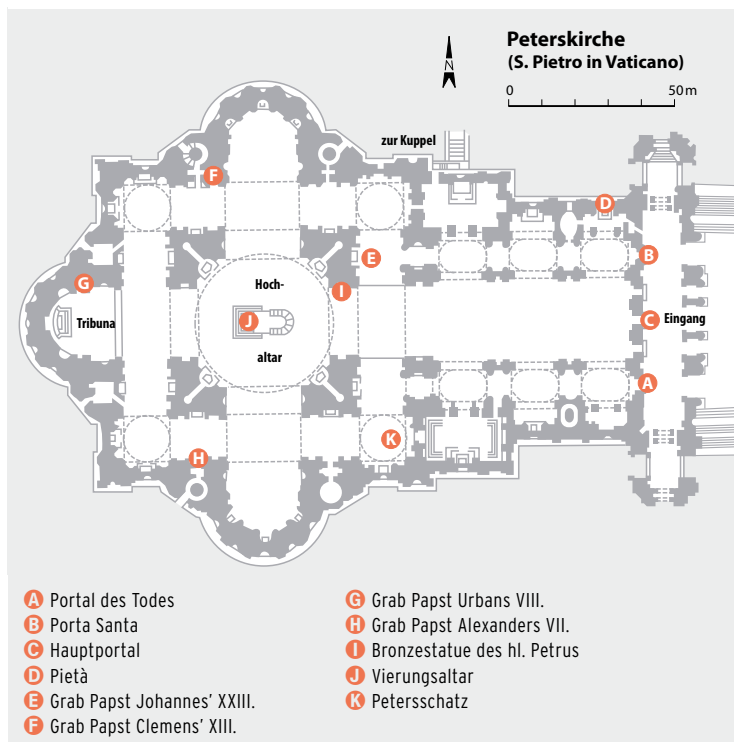 Peterskirche
(S. Pietro in Vaticano)
N
0 50 m
zur Kuppel
F
D
E
B
G
Hoch-
I
Tribuna
J
C
Eingang
altar
A
K
H
A Portal des Todes
B Porta Santa
C Hauptportal
D Pietà
E Grab Papst Johannes’ XXIII.
F Grab Papst Clemens’ XIII.
G Grab Papst Urbans VIII.
H Grab Papst Alexanders VII.
I Bronzestatue des hl. Petrus
J Vierungsaltar
K Petersschatz